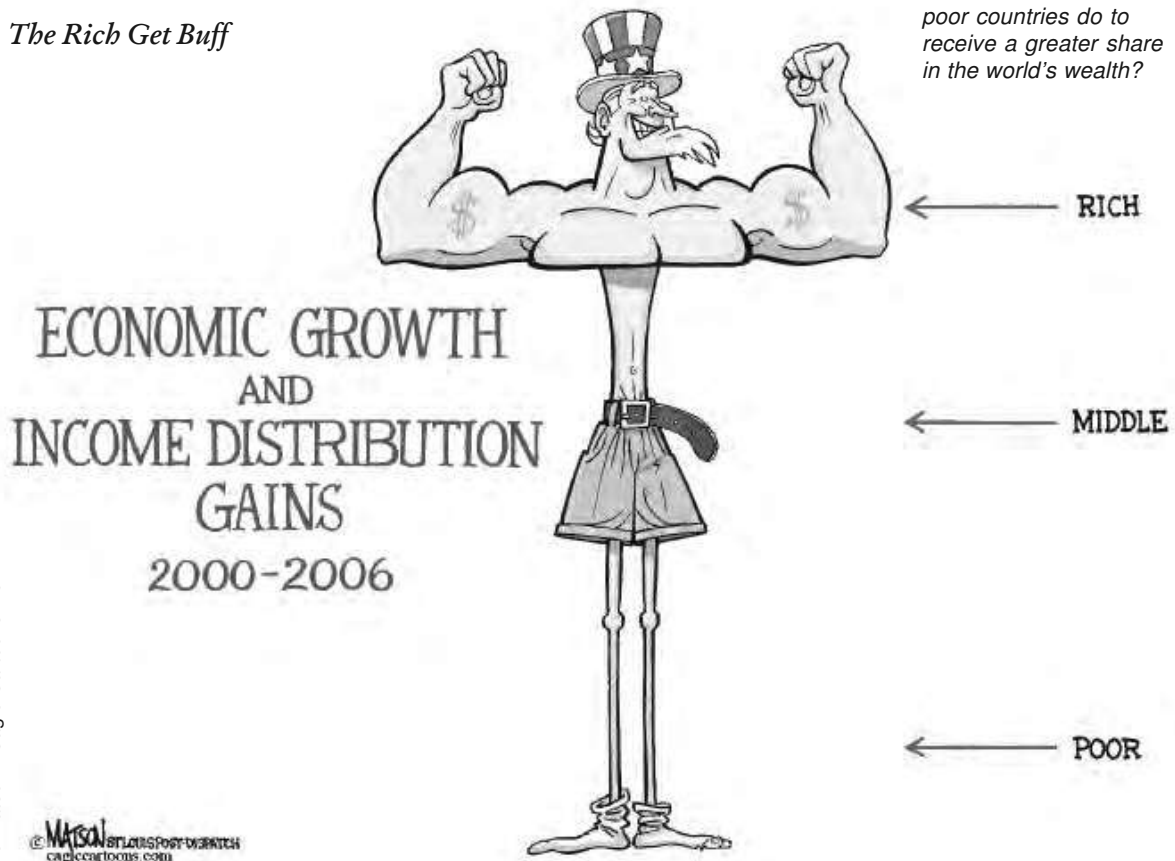 The Rich Get Buff
poor countries do to
receive a greater share
in the world's wealth?
$ $
RICH
ECONOMIC GROWTH
AND
INCOME DISTRIBUTION
GAINS
2000-2006
MIDDLE
POOR
© MATSON ST. LOUIS POST-DISPATCH
caglecartoons.com